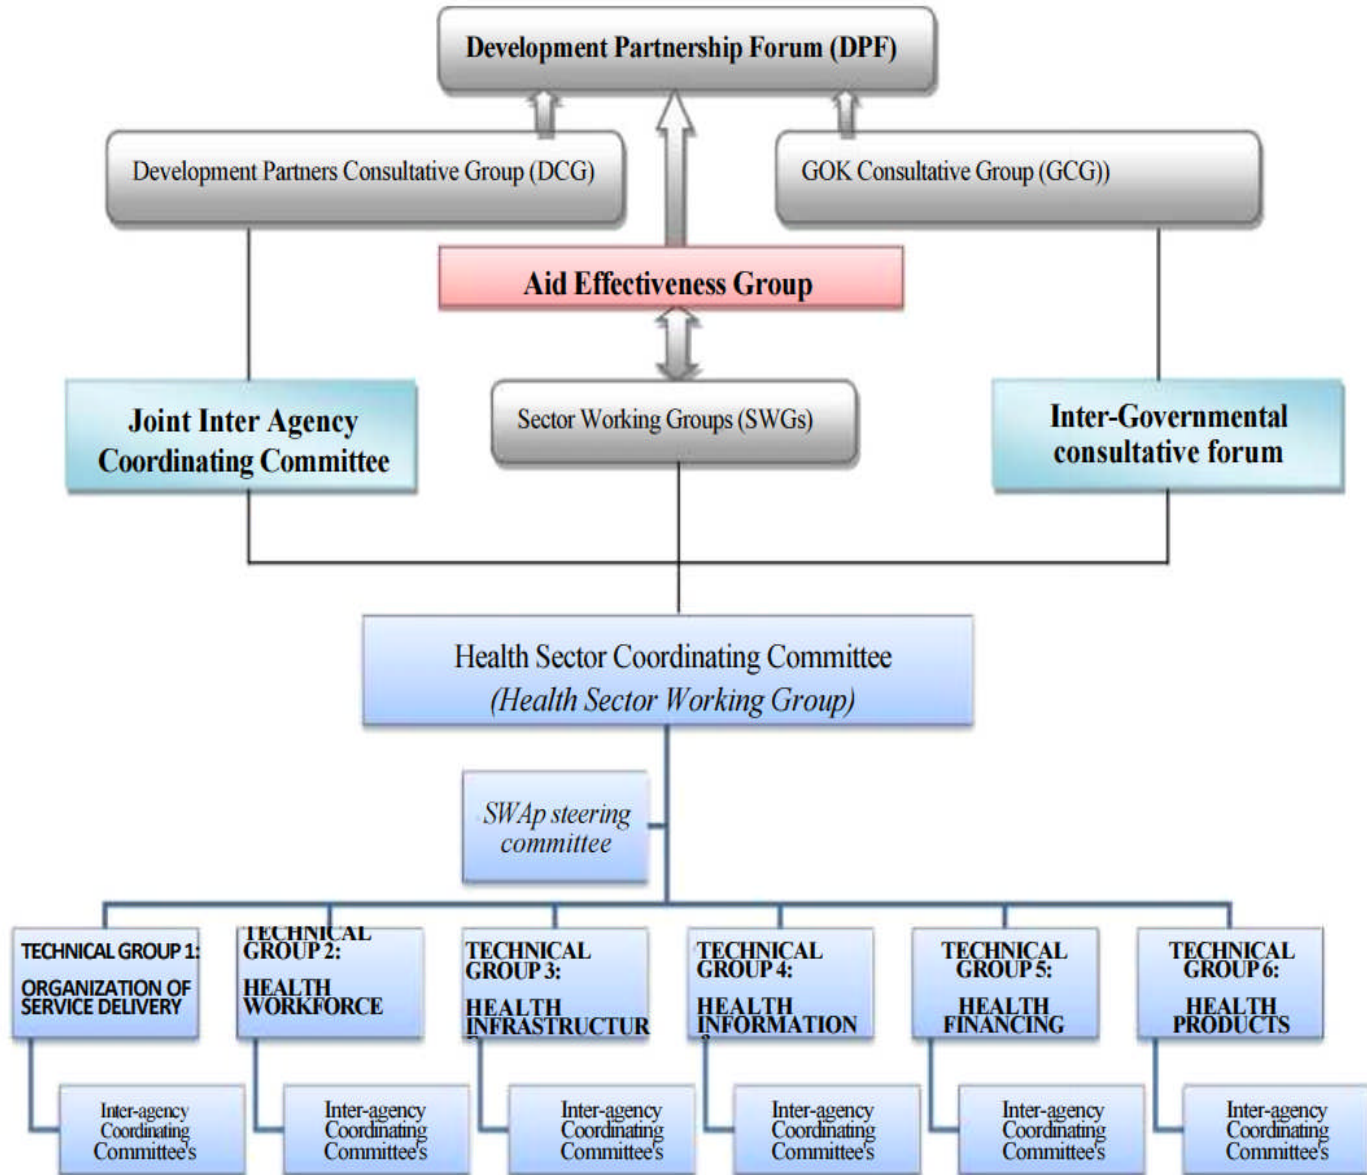 Development Partnership Forum (DPF)
Development Partners Consultative Group (DCG)
GOK Consultative Group (GCG))
Aid Effectiveness Group
Joint Inter Agency
Coordinating Committee
Sector Working Groups (SWGs)
Inter-Governmental
consultative forum
Health Sector Coordinating Committee
(Health Sector Working Group)
SWAp steering
committee
TECHNICAL GROUP 1:
ORGANIZATION OF
SERVICE DELIVERY
TECHNICAL
GROUP 2:
HEALTH
WORKFORCE
TECHNICAL
GROUP 3:
HEALTH
INFRASTRUCTUR
TECHNICAL
GROUP 4:
HEALTH
INFORMATION
TECHNICAL
GROUP 5:
HEALTH
FINANCING
TECHNICAL
GROUP 6:
HEALTH
PRODUCTS
Inter-agency
Coordinating
Committee's
Inter-agency
Coordinating
Committee's
Inter-agency
Coordinating
Committee's
Inter-agency
Coordinating
Committee's
Inter-agency
Coordinating
Committee's
Inter-agency
Coordinating
Committee's